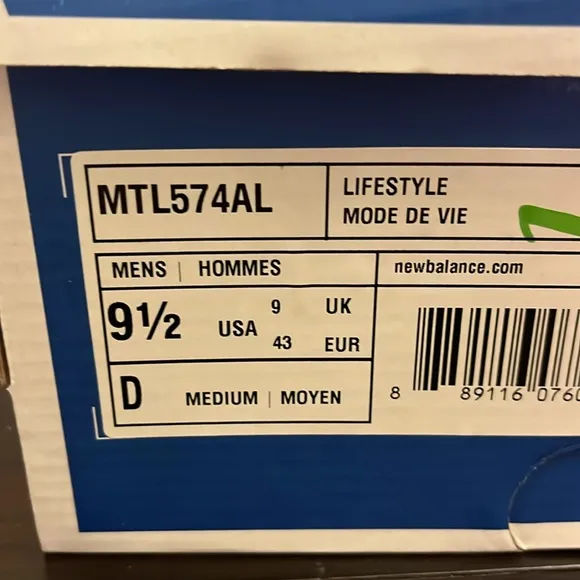 MTL574AL
LIFESTYLE
MODE DE VIE
MENS | HOMMES
newbalance.com
9½ USA 9 UK
43 EUR
D MEDIUM | MOYEN
8 89116 0760